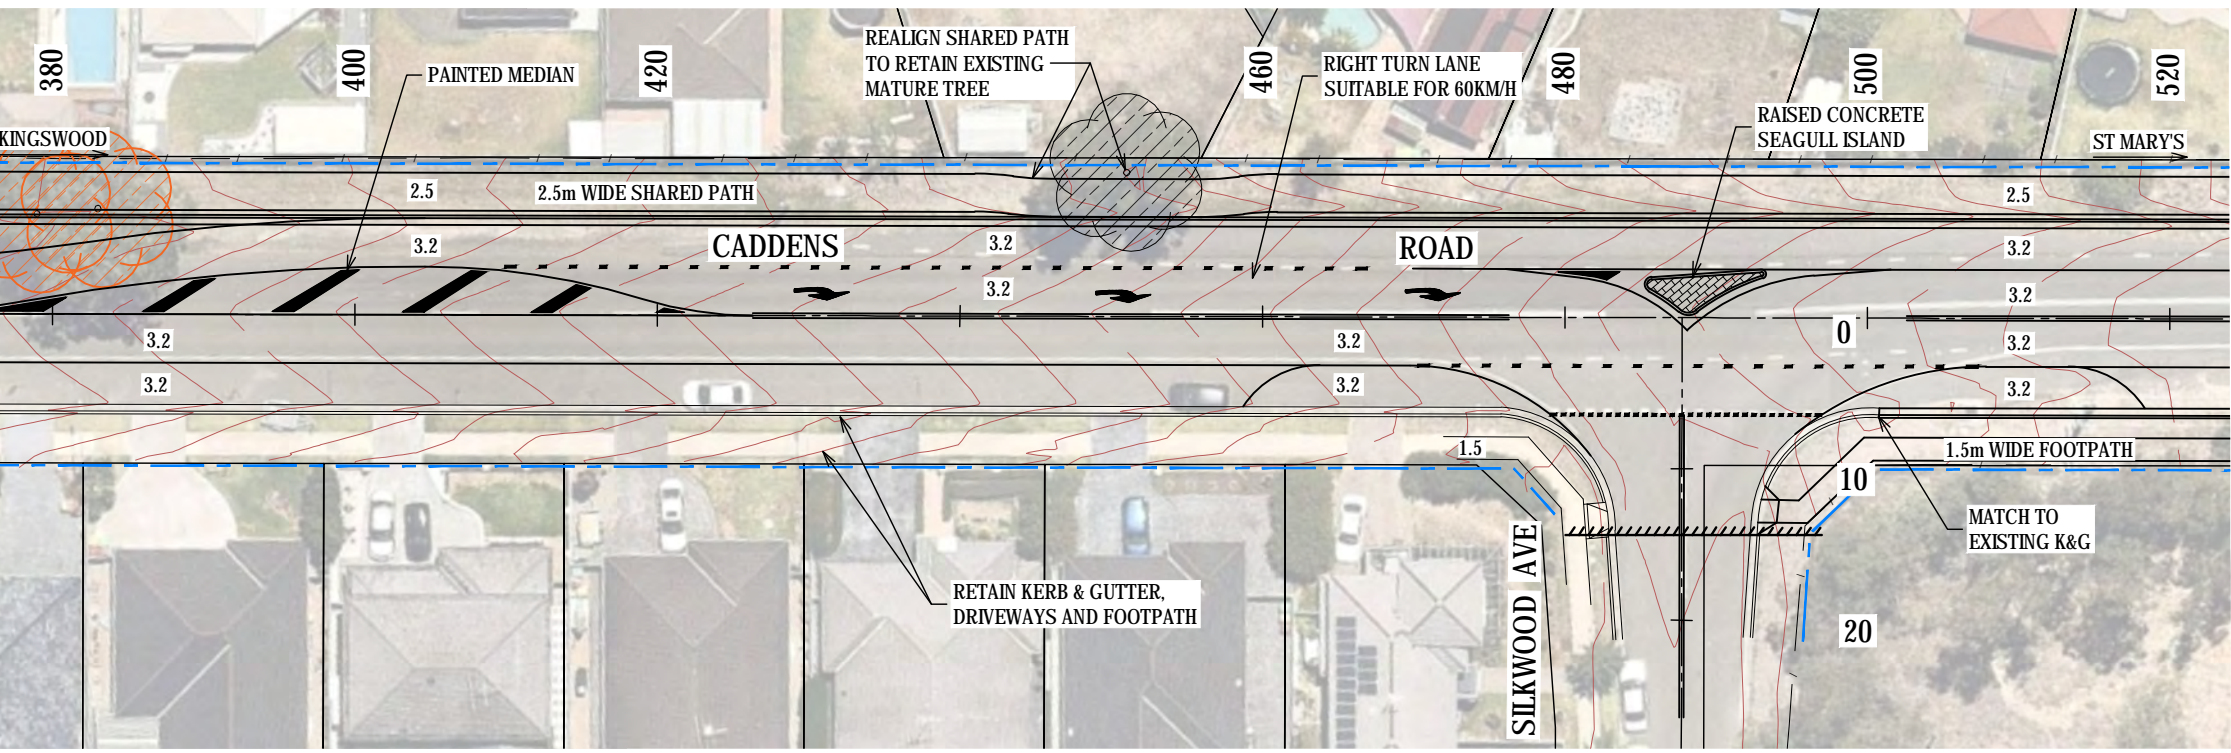 380
400
420
460
480
500
520
REALIGN SHARED PATH
TO RETAIN EXISTING
MATURE TREE
PAINTED MEDIAN
RIGHT TURN LANE
SUITABLE FOR 60KM/H
RAISED CONCRETE
SEAGULL ISLAND
KINGSWOOD
ST MARY'S
2.5
2.5m WIDE SHARED PATH
2.5
3.2
CADDENS
3.2
ROAD
3.2
3.2
3.2
3.2
3.2
0
3.2
3.2
3.2
3.2
1.5
1.5m WIDE FOOTPATH
10
MATCH TO
EXISTING K&G
RETAIN KERB & GUTTER,
DRIVEWAYS AND FOOTPATH
SILKWOOD AVE
20